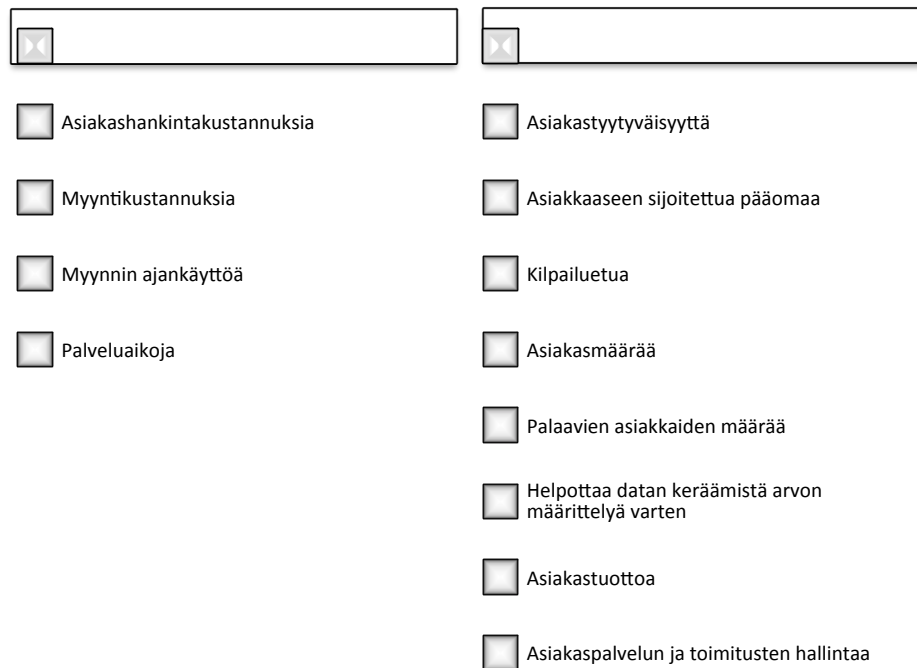 Asiakashankintakustannuksia
Myyntikustannuksia
Myynnin ajankäyttöä
Palveluaikoja
Asiakastyytyväisyyttä
Asiakkaaseen sijoitettua pääomaa
Kilpailuetua
Asiakasmäärää
Palaavien asiakkaiden määrää
Helpottaa datan keräämistä arvon
määrittelyä varten
Asiakastuottoa
Asiakaspalvelun ja toimitusten hallintaa